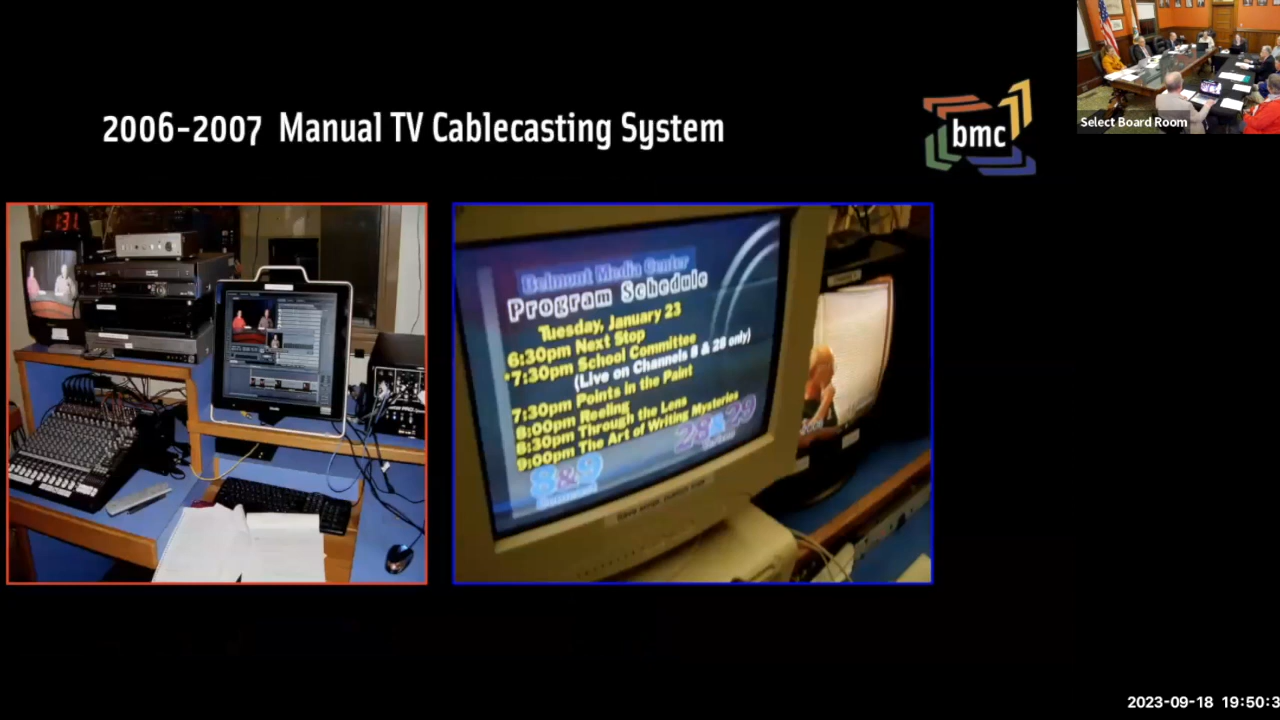 2006-2007 Manual TV Cablecasting System
bmc
Select Board Room
1:31
Belmont Media Center
Program Schedule
Tuesday, January 23
6:30pm Next Stop
*7:30pm School Committee
(Live on Channels 8 & 28 only)
7:30pm Points in the Paint
8:00pm Reeling
8:30pm Through the Lens
9:00pm The Art of Writing Mysteries
28&29
8&9
2023-09-18 19:50:3